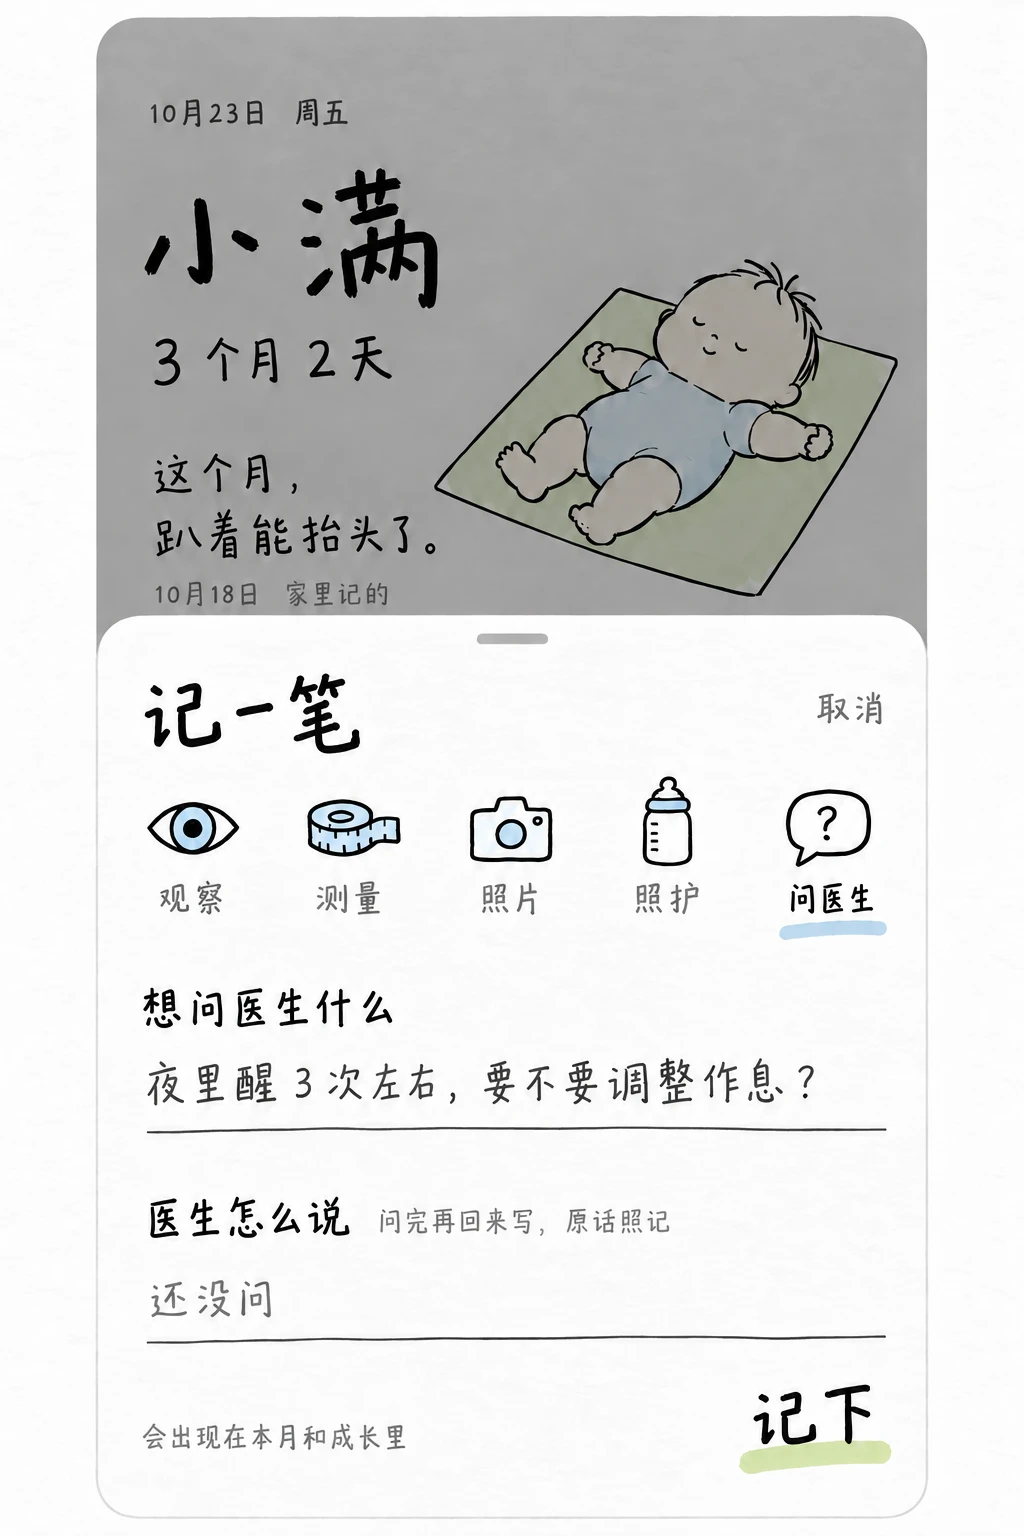 10月23日 周五
小满
3个月2天
这个月，
趴着能抬头了。
10月18日 家里记的
记一笔
取消
?
观察 测量 照片 照护 问医生
想问医生什么
夜里醒3次左右，要不要调整作息？
医生怎么说 问完再回来写，原话照记
还没问
会出现在本月和成长里
记下